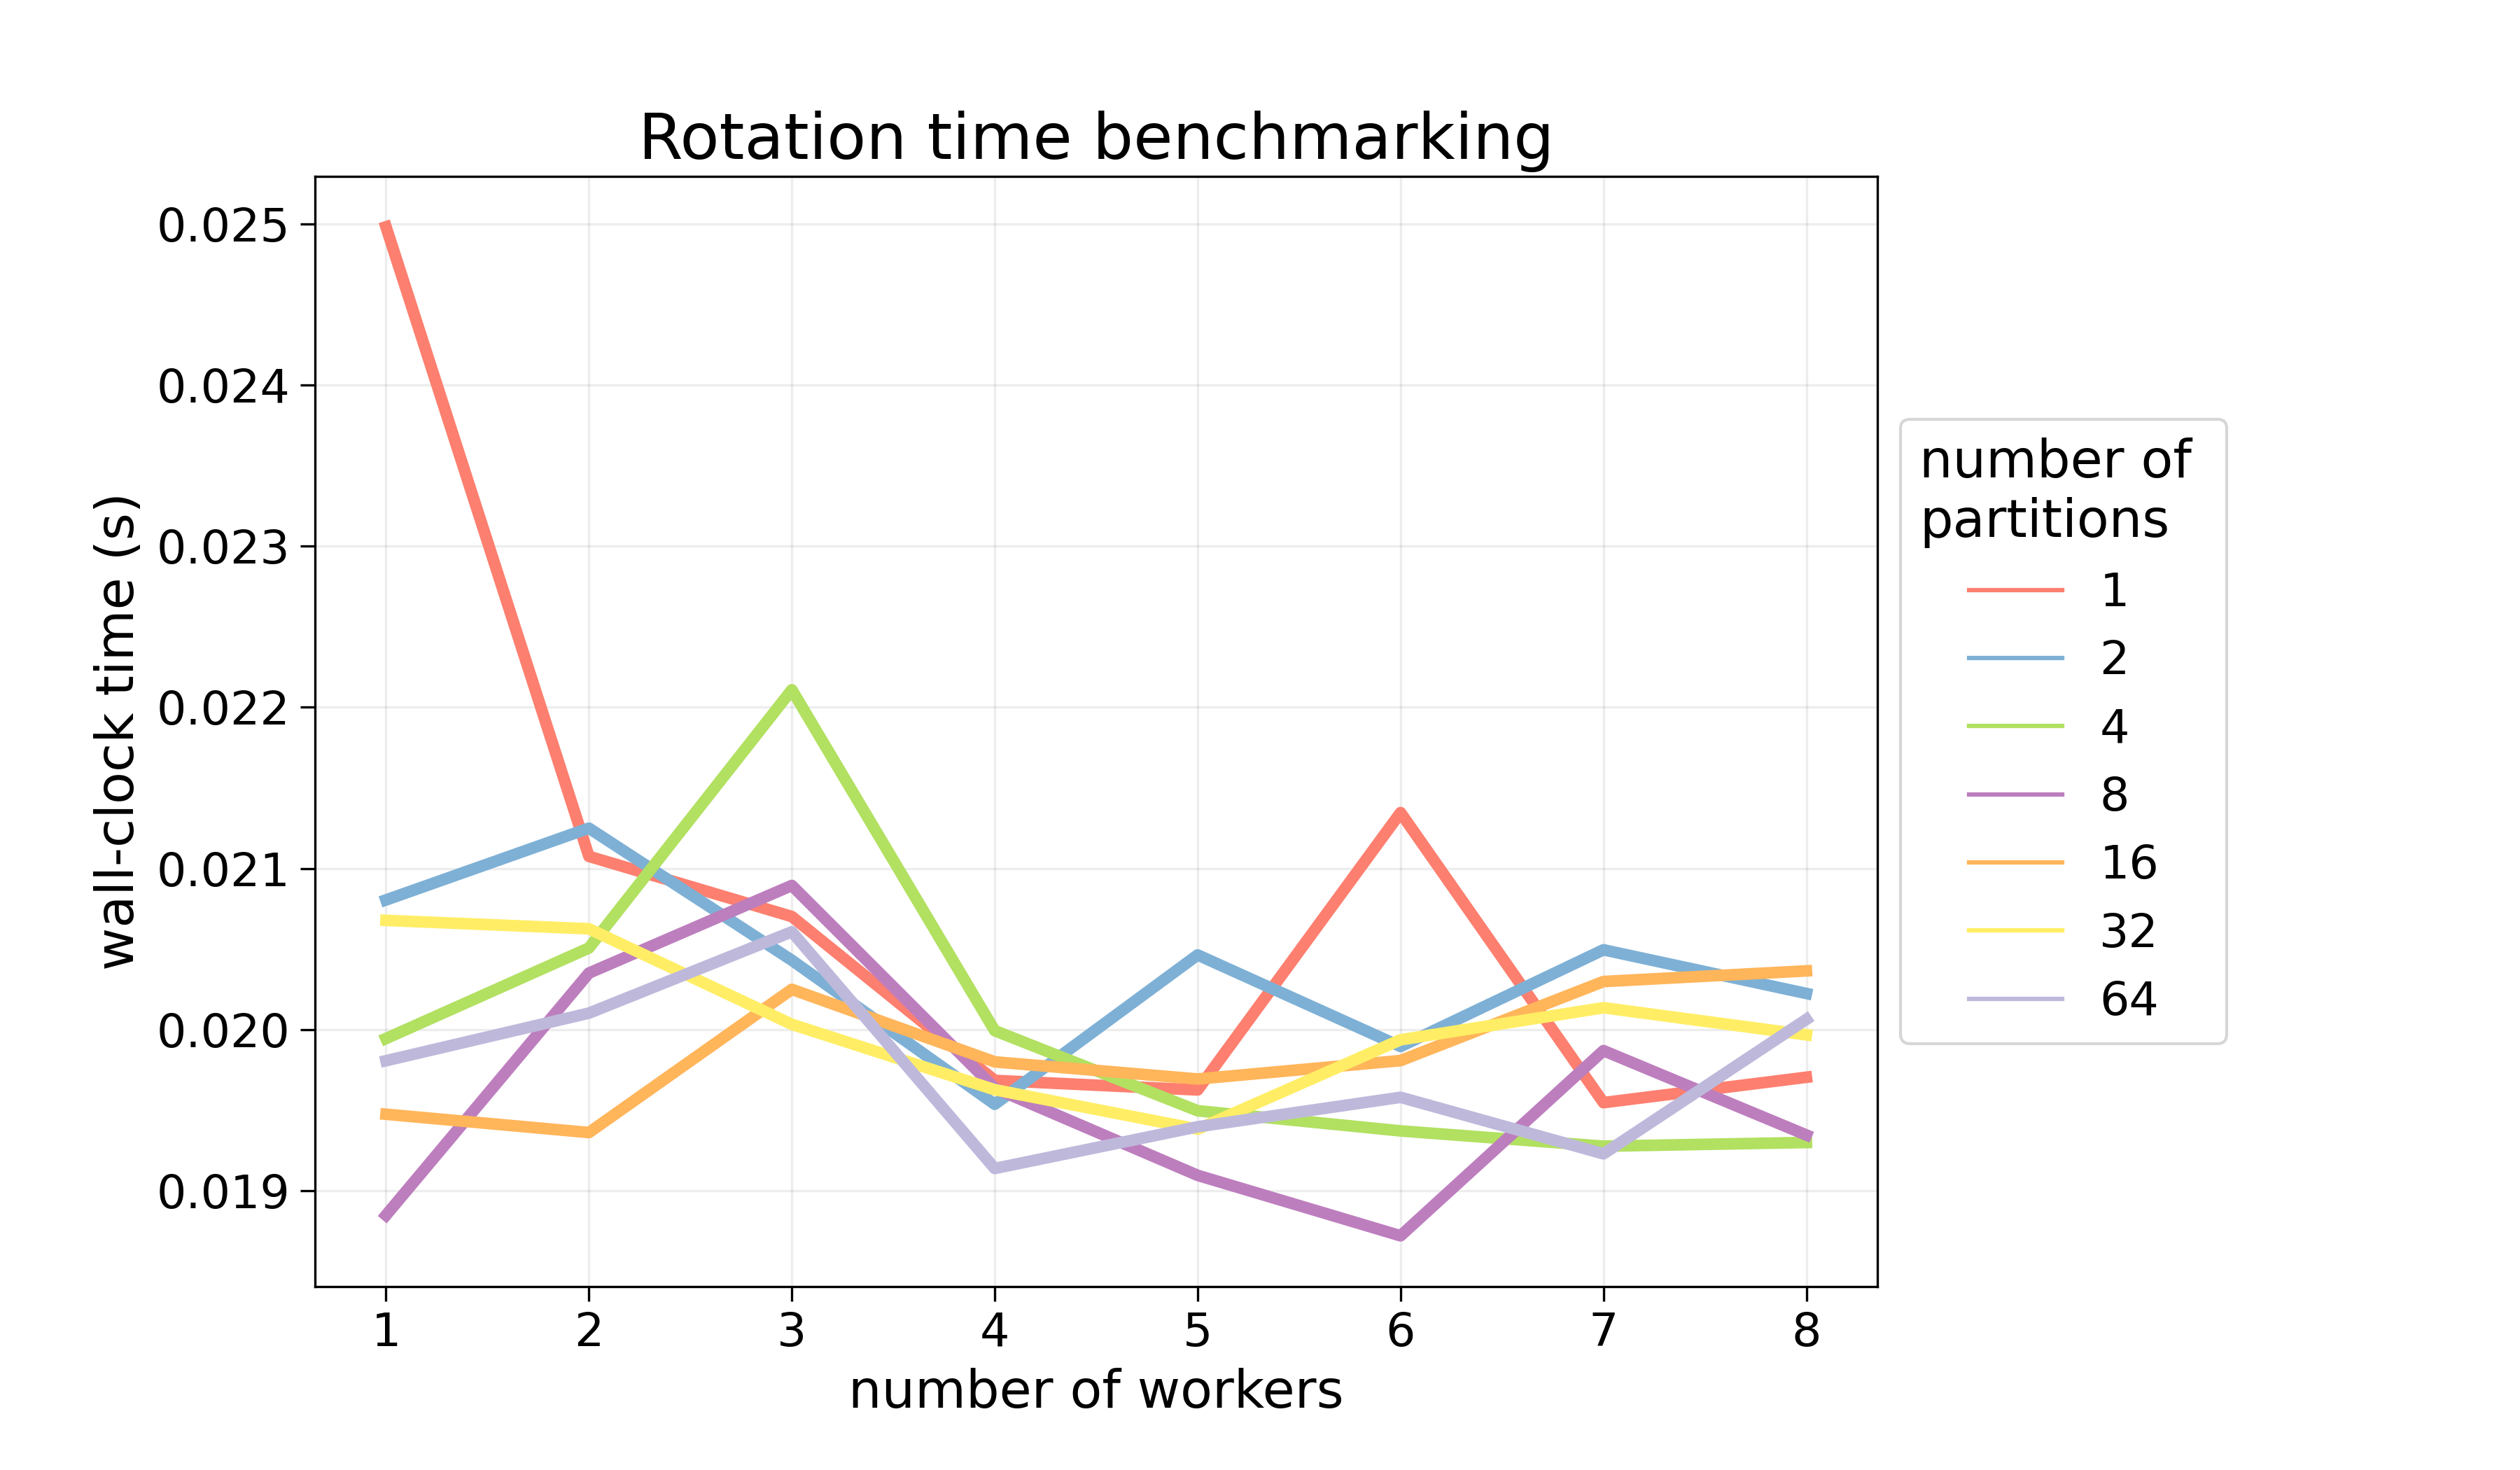 Rotation time benchmarking
wall-clock time (s)
0.025
0.024
0.023
0.022
0.021
0.020
0.019
1 2 3 4 5 6 7 8
number of workers
number of
partitions
1
2
4
8
16
32
64